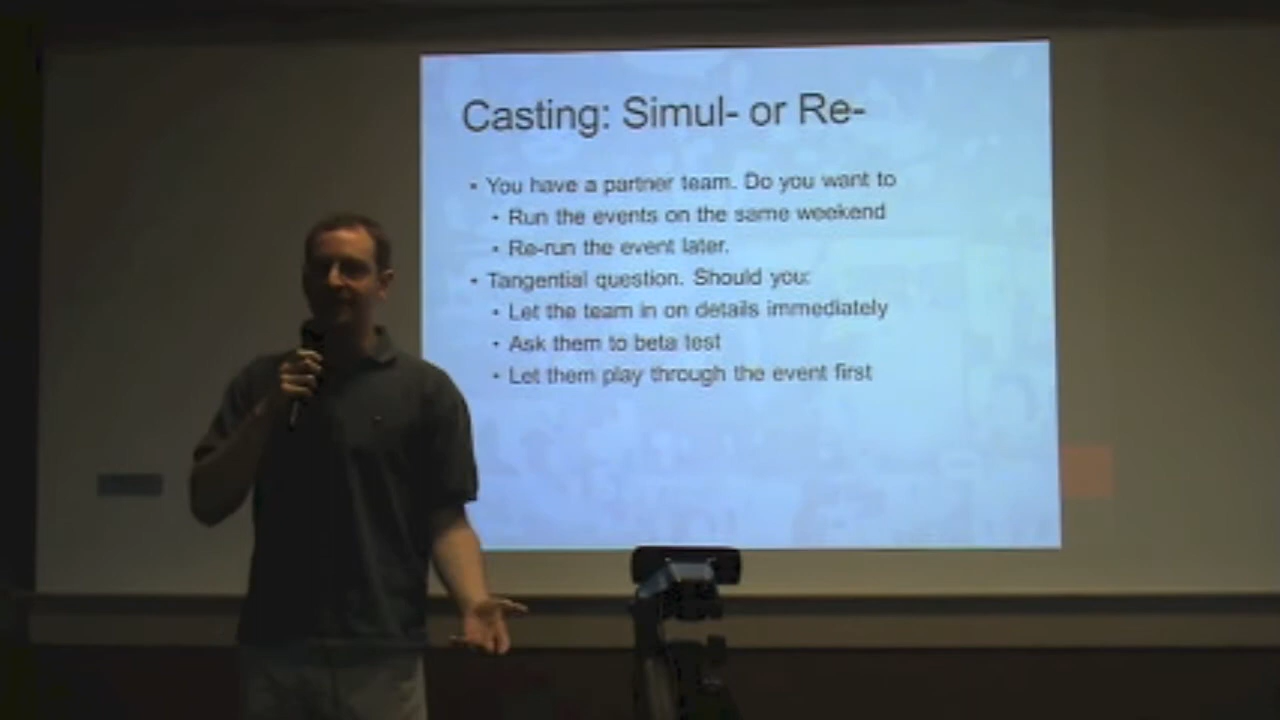 Casting: Simul- or Re-
• You have a partner team. Do you want to
• Run the events on the same weekend
• Re-run the event later.
• Tangential question. Should you:
• Let the team in on details immediately
• Ask them to beta test
• Let them play through the event first